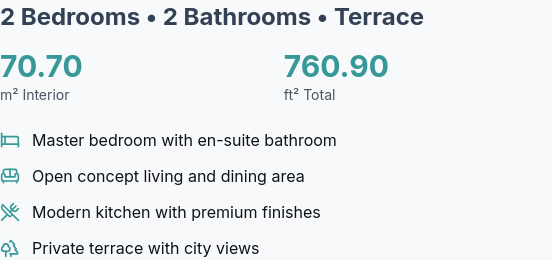 2 Bedrooms • 2 Bathrooms • Terrace
70.70
m² Interior
760.90
ft² Total
Master bedroom with en-suite bathroom
Open concept living and dining area
Modern kitchen with premium finishes
Private terrace with city views